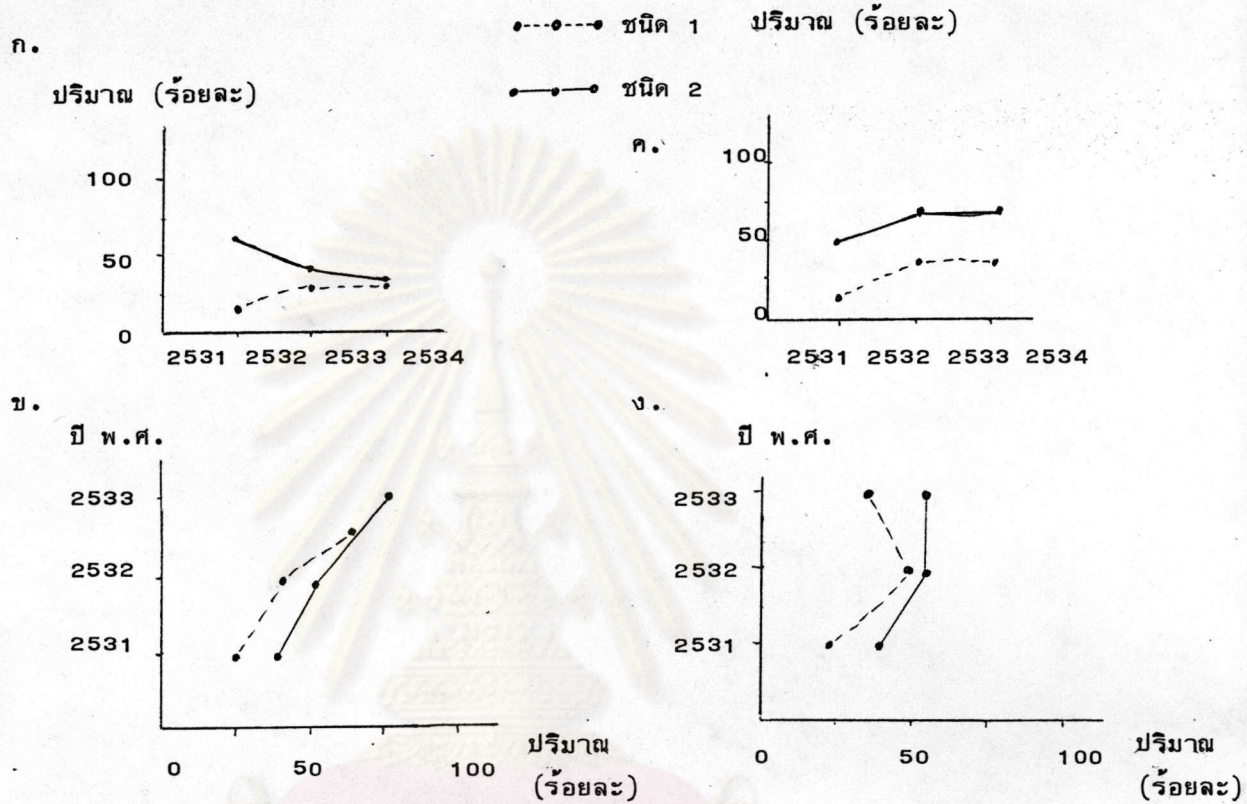 ชนิด 1
ชนิด 2
ก.
ปริมาณ (ร้อยละ)
100
50
0
2531 2532 2533 2534
ค.
ปริมาณ (ร้อยละ)
100
50
0
2531 2532 2533 2534
ข.
ปี พ.ศ.
2533
2532
2531
0 50 100
ปริมาณ
(ร้อยละ)
ง.
ปี พ.ศ.
2533
2532
2531
0 50 100
ปริมาณ
(ร้อยละ)